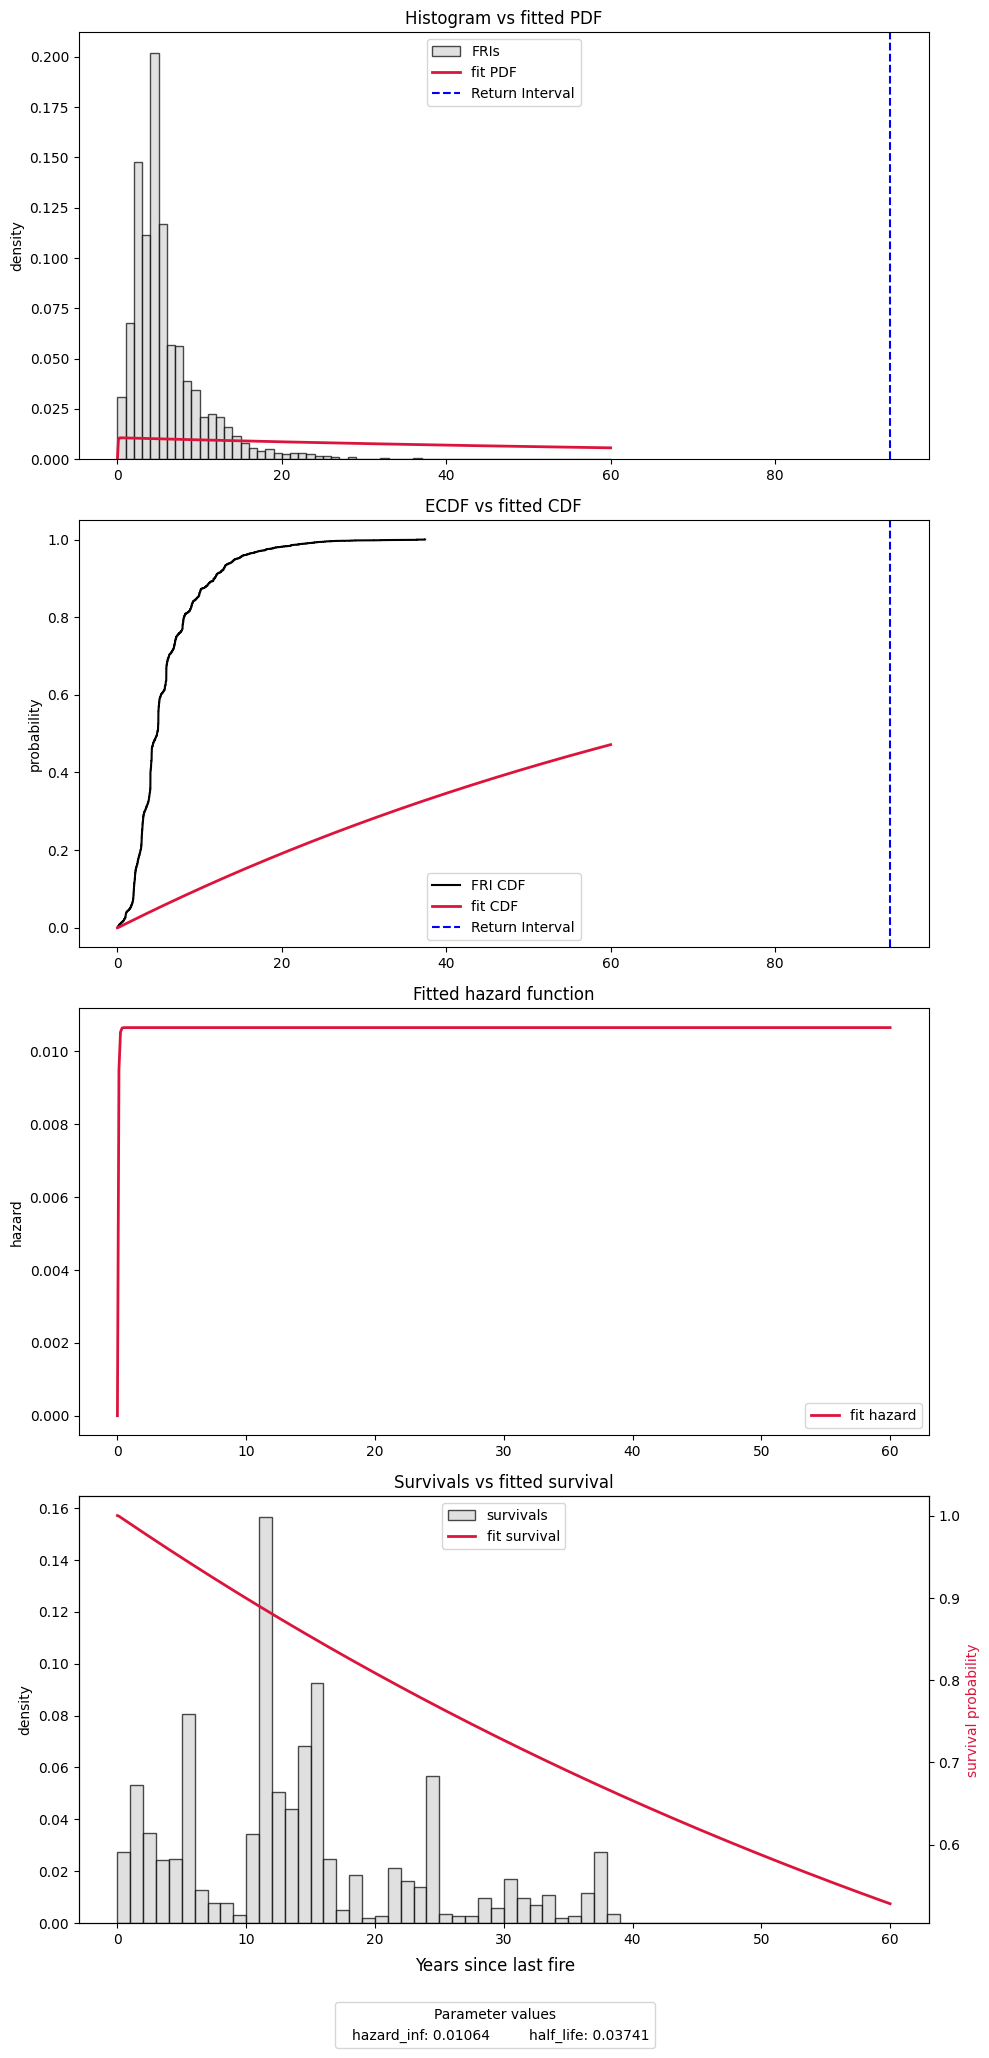 Histogram vs fitted PDF
0.200
0.175
0.150
0.125
0.100
0.075
0.050
0.025
0.000
density
FRIs
fit PDF
Return Interval
0 20 40 60 80
ECDF vs fitted CDF
1.0
0.8
0.6
0.4
0.2
0.0
probability
FRI CDF
fit CDF
Return Interval
0 20 40 60 80
Fitted hazard function
0.010
0.008
0.006
0.004
0.002
0.000
hazard
fit hazard
0 10 20 30 40 50 60
Survivals vs fitted survival
0.16
0.14
0.12
0.10
0.08
0.06
0.04
0.02
0.00
density
survivals
fit survival
1.0
0.9
0.8
0.7
0.6
survival probability
0 10 20 30 40 50 60
Years since last fire
Parameter values
hazard_inf: 0.01064 half_life: 0.03741